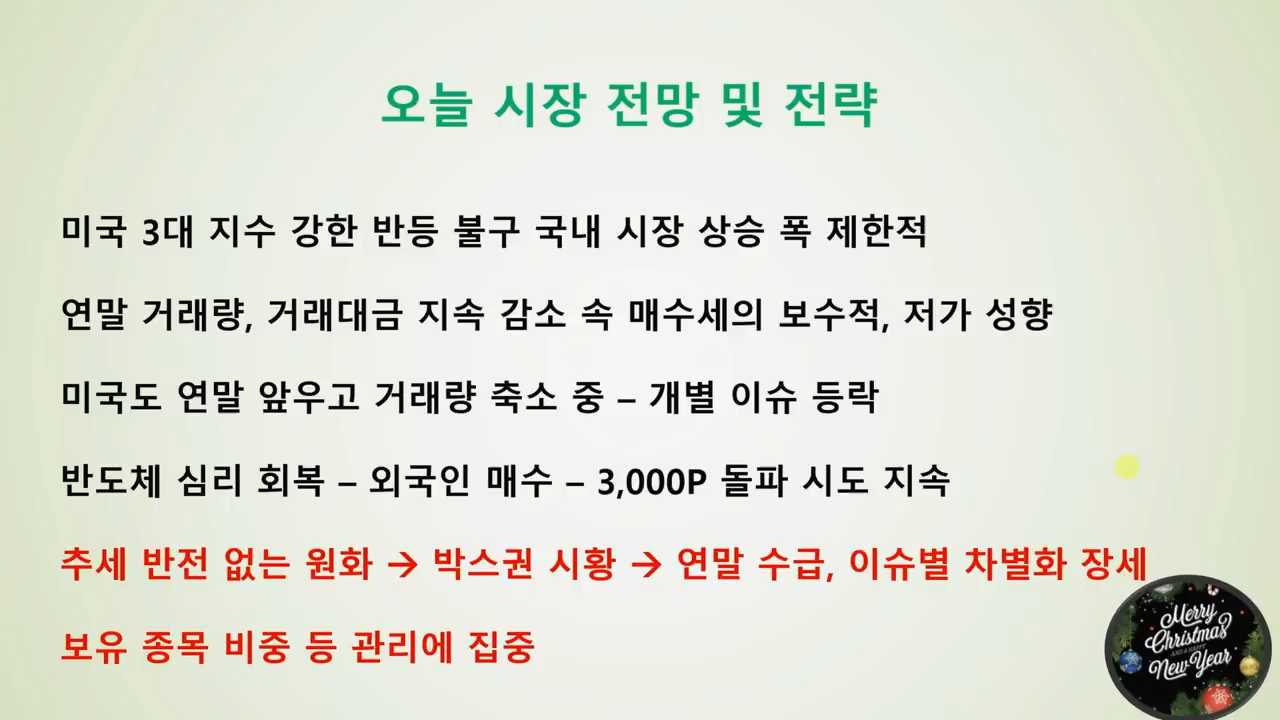 오늘 시장 전망 및 전략
미국 3대 지수 강한 반등 불구 국내 시장 상승 폭 제한적
연말 거래량, 거래대금 지속 감소 속 매수세의 보수적, 저가 성향
미국도 연말 앞우고 거래량 축소 중 – 개별 이슈 등락
반도체 심리 회복 – 외국인 매수 – 3,000P 돌파 시도 지속
추세 반전 없는 원화 → 박스권 시황 → 연말 수급, 이슈별 차별화 장세
보유 종목 비중 등 관리에 집중
Merry
Christmas
AND A HAPPY
New Year